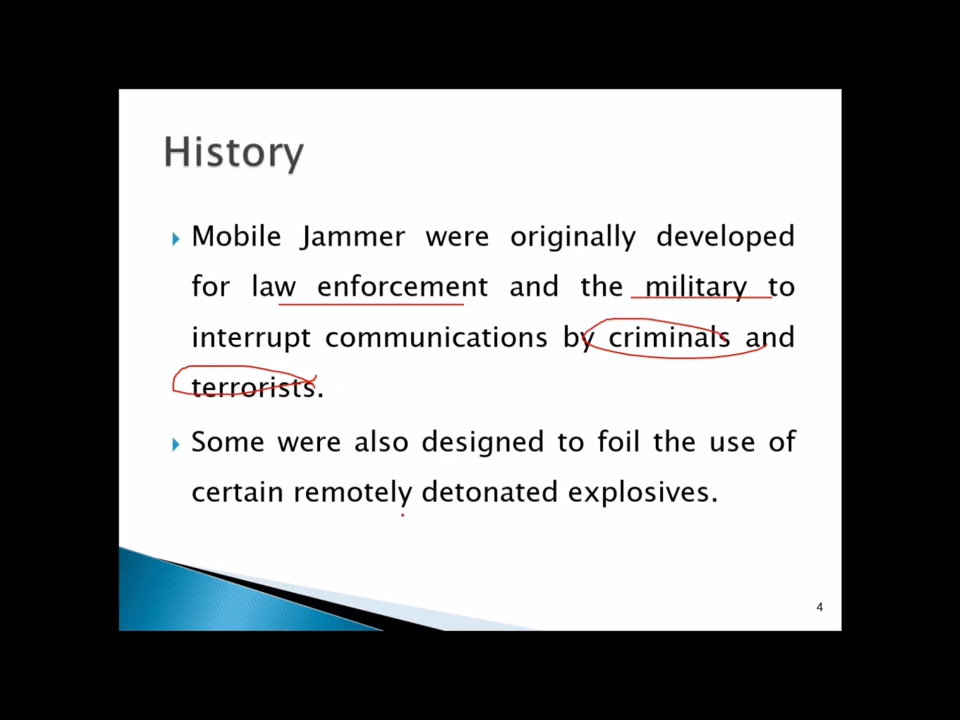 History
Mobile Jammer were originally developed
for law enforcement and the military to
interrupt communications by criminals and
terrorists.
Some were also designed to foil the use of
certain remotely detonated explosives.
4